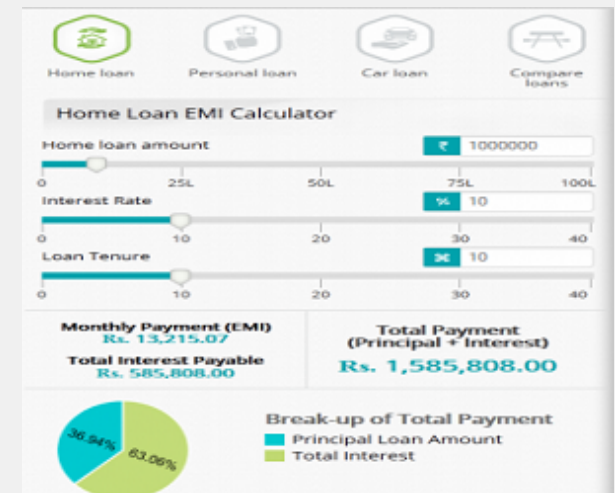 Home loan
Personal loan
Car loan
Compare loans
Home Loan EMI Calculator
Home loan amount
₹ 1000000
0 25L 50L 75L 100L
Interest Rate
% 10
0 10 20 30 40
Loan Tenure
10
0 10 20 30 40
Monthly Payment (EMI)
Rs. 13,215.07
Total Interest Payable
Rs. 585,808.00
Total Payment
(Principal + Interest)
Rs. 1,585,808.00
Break-up of Total Payment
Principal Loan Amount
Total Interest
36.94%
63.06%